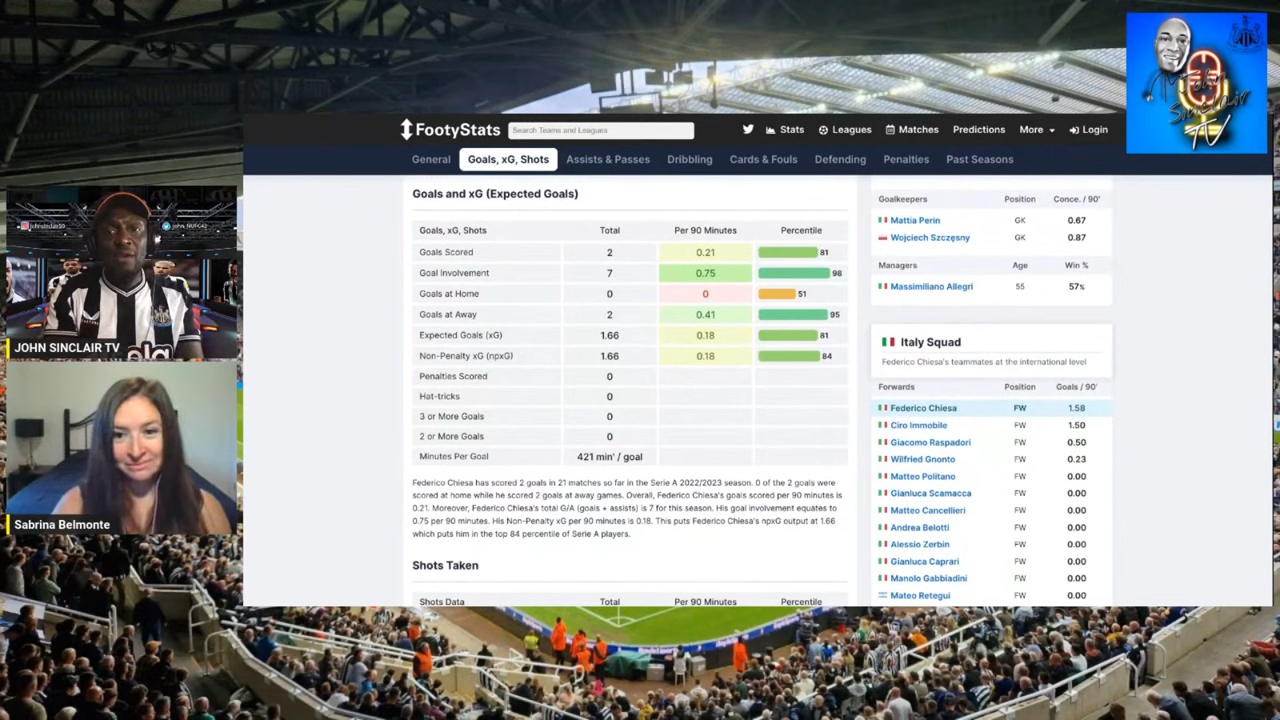 John
Sinclair
TV
FootyStats
Search Teams and Leagues
Stats
Leagues
Matches
Predictions
More
Login
General
Goals, xG, Shots
Assists & Passes
Dribbling
Cards & Fouls
Defending
Penalties
Past Seasons
Goals and xG (Expected Goals)
Goals, xG, Shots Total Per 90 Minutes Percentile
Goals Scored 2 0.21 81
Goal Involvement 7 0.75 98
Goals at Home 0 0 51
Goals at Away 2 0.41 95
Expected Goals (xG) 1.66 0.18 81
Non-Penalty xG (npxG) 1.66 0.18 84
Penalties Scored 0
Hat-tricks 0
3 or More Goals 0
2 or More Goals 0
Minutes Per Goal 421 min' / goal
Federico Chiesa has scored 2 goals in 21 matches so far in the Serie A 2022/2023 season. 0 of the 2 goals were
scored at home while he scored 2 goals at away games. Overall, Federico Chiesa's goals scored per 90 minutes is
0.21. Moreover, Federico Chiesa's total G/A (goals + assists) is 7 for this season. His goal involvement equates to
0.75 per 90 minutes. His Non-Penalty xG per 90 minutes is 0.18. This puts Federico Chiesa's npxG output at 1.66
which puts him in the top 84 percentile of Serie A players.
Shots Taken
Shots Data Total Per 90 Minutes Percentile
Goalkeepers Position Conce. / 90'
Mattia Perin GK 0.67
Wojciech Szczęsny GK 0.87
Managers Age Win %
Massimiliano Allegri 55 57%
Italy Squad
Federico Chiesa's teammates at the international level
Forwards Position Goals / 90'
Federico Chiesa FW 1.58
Ciro Immobile FW 1.50
Giacomo Raspadori FW 0.50
Wilfried Gnonto FW 0.23
Matteo Politano FW 0.00
Gianluca Scamacca FW 0.00
Matteo Cancellieri FW 0.00
Andrea Belotti FW 0.00
Alessio Zerbin FW 0.00
Gianluca Caprari FW 0.00
Manolo Gabbiadini FW 0.00
Mateo Retegui FW 0.00
JOHN SINCLAIR TV
Sabrina Belmonte